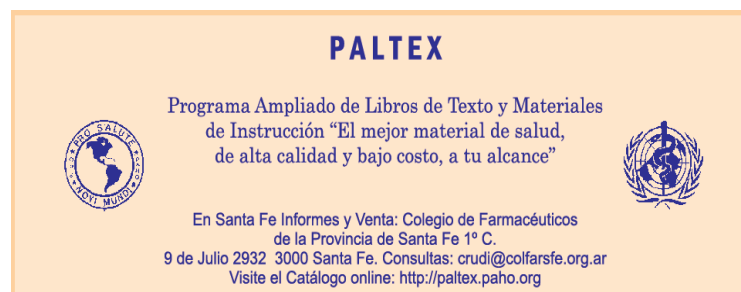 PALTEX
Programa Ampliado de Libros de Texto y Materiales
de Instrucción “El mejor material de salud,
de alta calidad y bajo costo, a tu alcance”
PRO SALUTE
NOVI MUNDI
En Santa Fe Informes y Venta: Colegio de Farmacéuticos
de la Provincia de Santa Fe 1º C.
9 de Julio 2932 3000 Santa Fe. Consultas: crudi@colfarsfe.org.ar
Visite el Catálogo online: http://paltex.paho.org